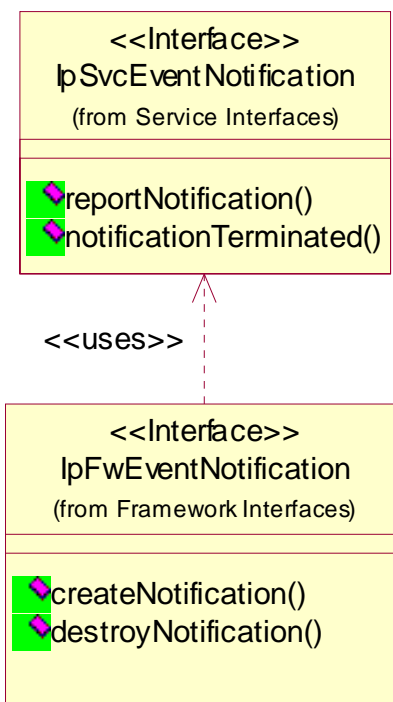 <<Interface>>
IpSvcEventNotification
(from Service Interfaces)
reportNotification()
notificationTerminated()
<<uses>>
<<Interface>>
IpFwEventNotification
(from Framework Interfaces)
createNotification()
destroyNotification()